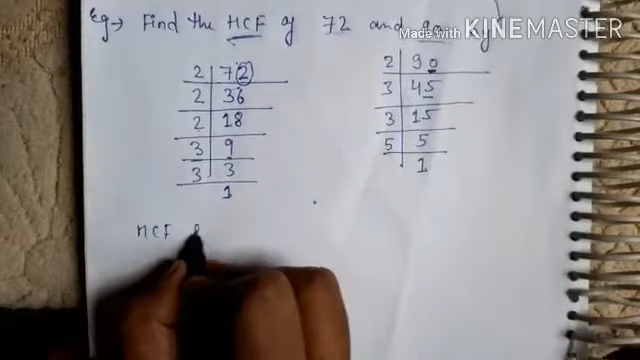 Eg→ Find the HCF of 72 and 90
Made with KINEMASTER
2 | 72
2 | 36
2 | 18
3 | 9
3 | 3
1
2 | 90
3 | 45
3 | 15
5 | 5
1
HCF